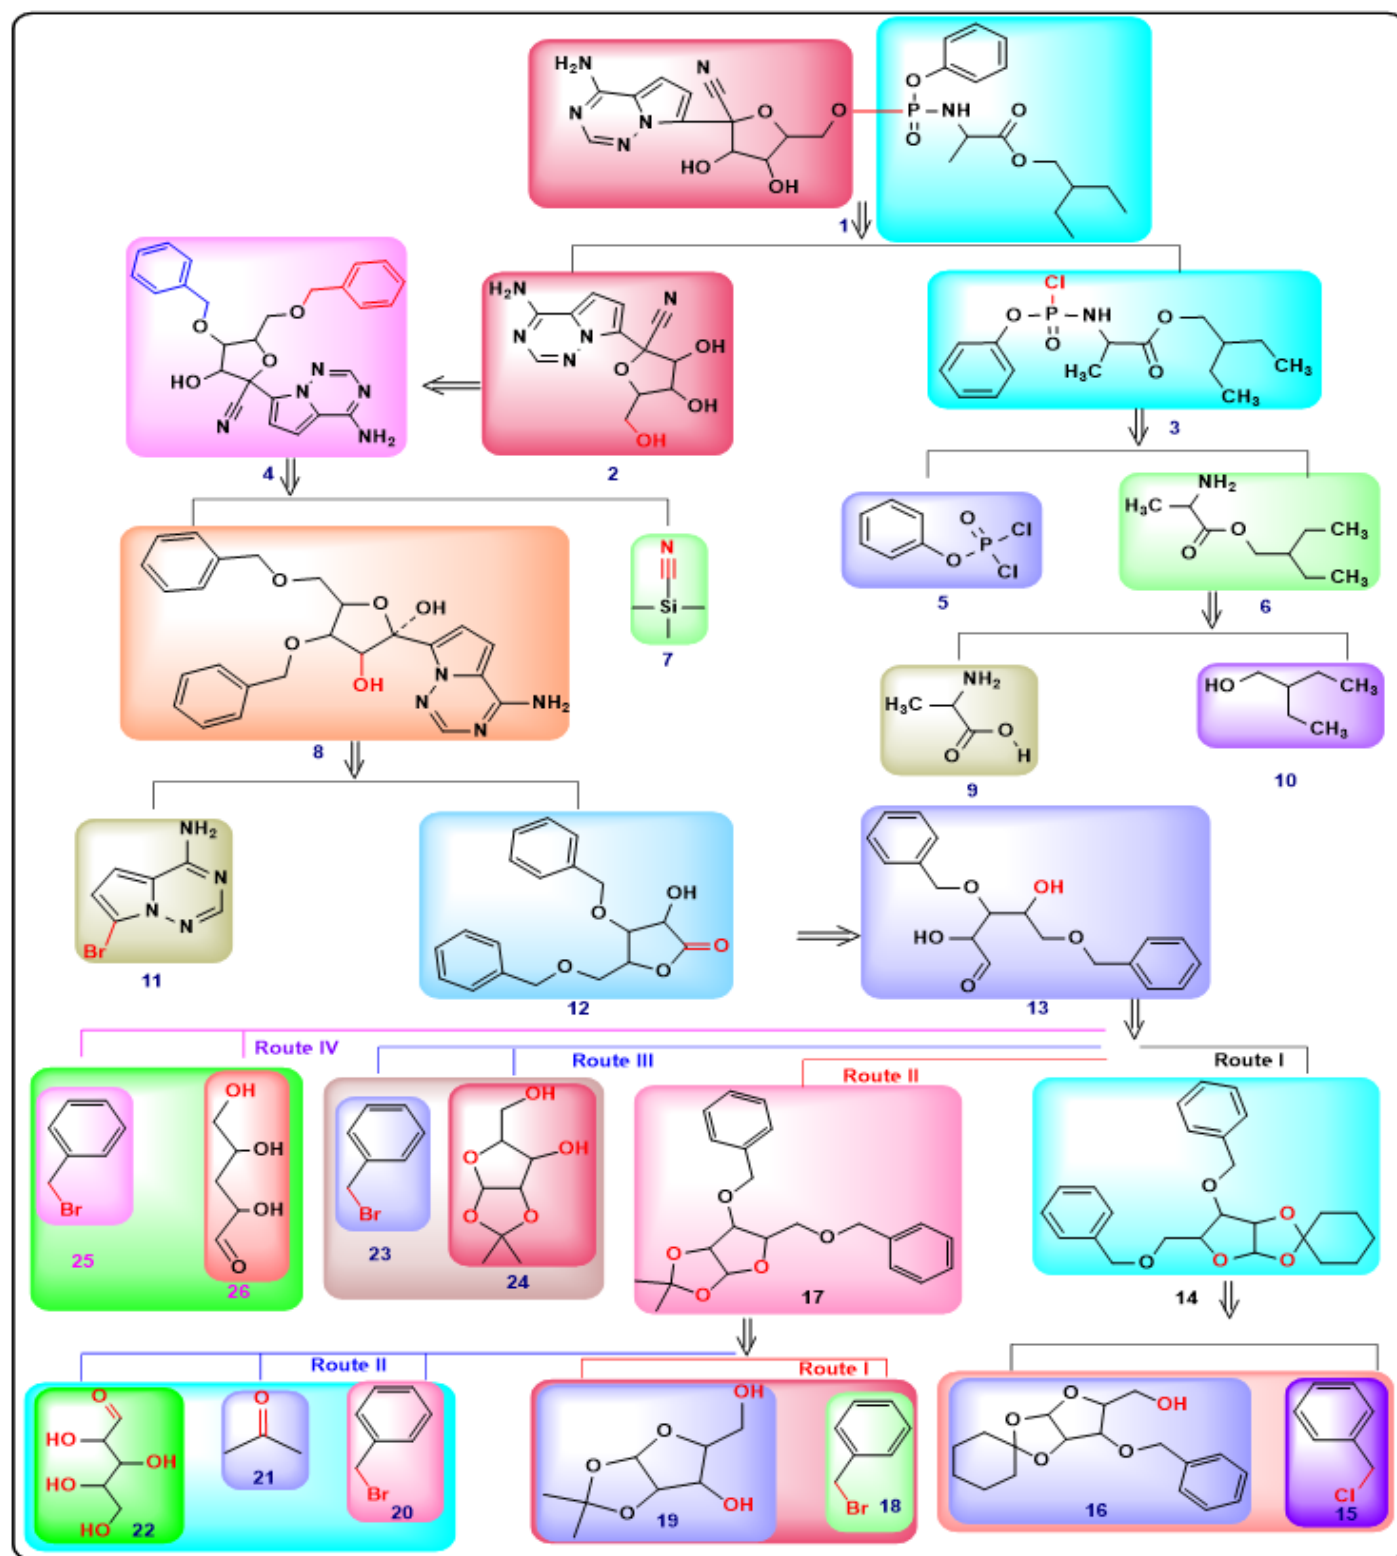 NH2
N
N
N
N
O
O
O
P
NH
O
O
O
HO
OH
1
O
O
O
HO
N
N
N
N
N
NH2
4
H2N
N
N
N
N
O
OH
OH
OH
2
Cl
O
P
NH
O
O
O
H3C
CH3
CH3
3
O
O
P
Cl
Cl
5
NH2
H3C
O
O
CH3
CH3
6
N
Si
7
O
O
O
OH
OH
N
N
N
NH2
8
NH2
H3C
O
O
H
9
HO
CH3
CH3
10
NH2
N
N
N
Br
11
O
OH
O
O
O
12
O
OH
HO
O
O
13
Route IV
Route III
Route II
Route I
Br
25
OH
OH
OH
O
26
Br
23
OH
OH
O
O
O
24
O
O
O
O
O
17
O
O
O
O
O
14
Route II
Route I
O
HO
OH
HO
HO
22
O
21
Br
20
OH
O
O
O
OH
19
Br
18
O
O
O
OH
O
16
Cl
15